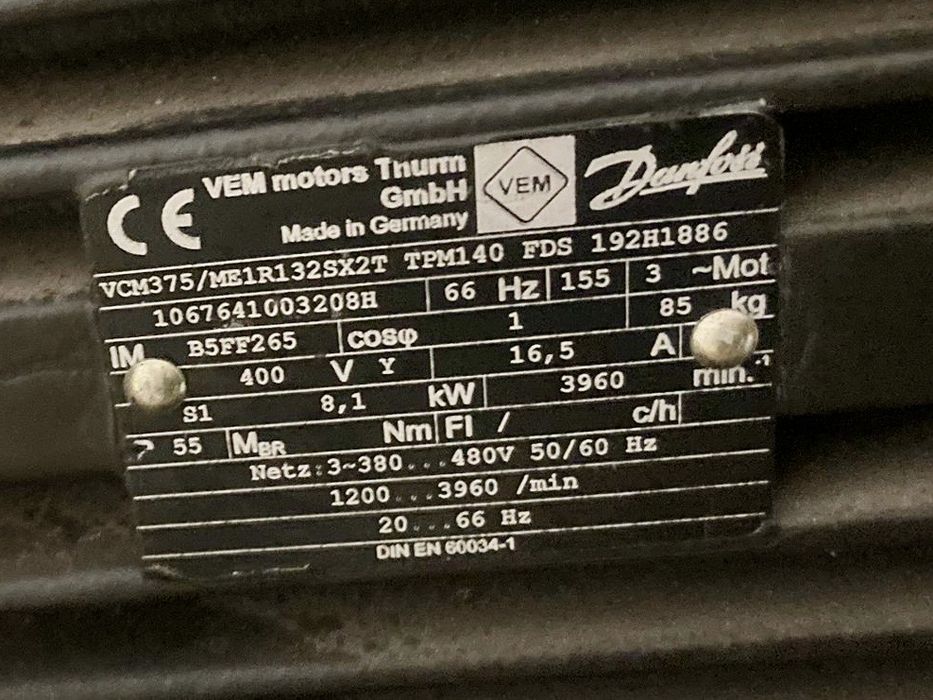 CE VEM motors Thurm GmbH VEM Danfoss
Made in Germany
VCM375/ME1R132SX2T TPM140 FDS 192H1886
1067641003208H 66 Hz 155 3 ~Mot
IM B5FF265 cosφ 1 85 kg
400 V Y 16,5 A
S1 8,1 kW 3960 min.-1
55 MBR Nm FI / c/h
Netz:3~380...480V 50/60 Hz
1200...3960 /min
20...66 Hz
DIN EN 60034-1